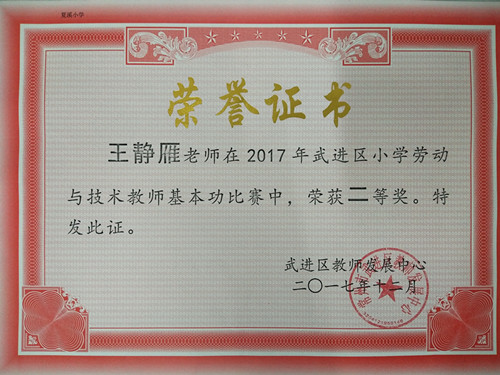 荣誉证书
王静雁老师在2017年武进区小学劳动
与技术教师基本功比赛中，荣获二等奖。特
发此证。
武进区教师发展中心
二〇一七年十二月